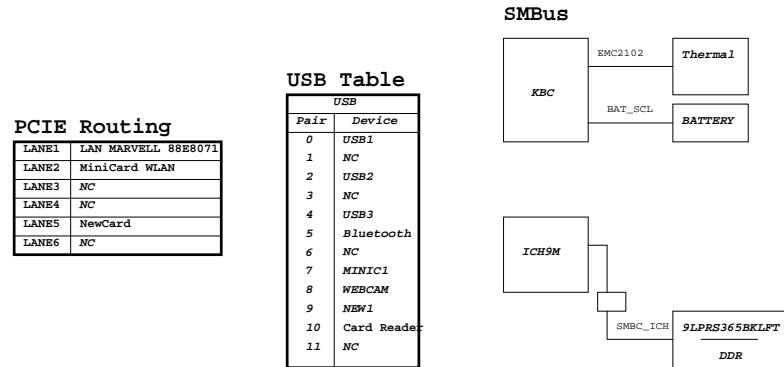 PCIE Routing
LANE1 LAN MARVELL 88E8071
LANE2 MiniCard WLAN
LANE3 NC
LANE4 NC
LANE5 NewCard
LANE6 NC
USB Table
USB
Pair Device
0 USB1
1 NC
2 USB2
3 NC
4 USB3
5 Bluetooth
6 NC
7 MINIC1
8 WEBCAM
9 NEW1
10 Card Reader
11 NC
SMBus
KBC
EMC2102
Thermal
BAT_SCL
BATTERY
ICH9M
SMBC_ICH
9LPRS365BKLFT
DDR